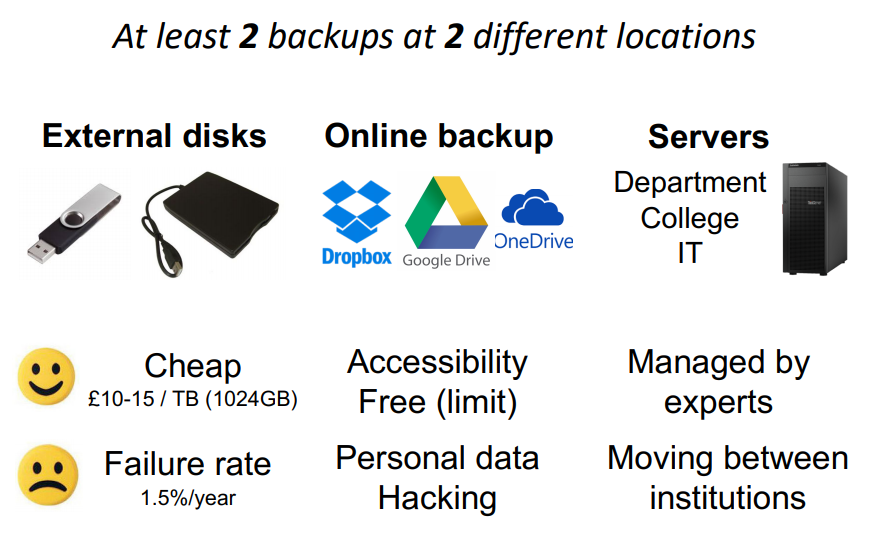 At least 2 backups at 2 different locations
External disks
Online backup
Servers
Department
College
IT
Dropbox
Google Drive
OneDrive
Cheap
£10-15 / TB (1024GB)
Accessibility
Free (limit)
Managed by
experts
Failure rate
1.5%/year
Personal data
Hacking
Moving between
institutions